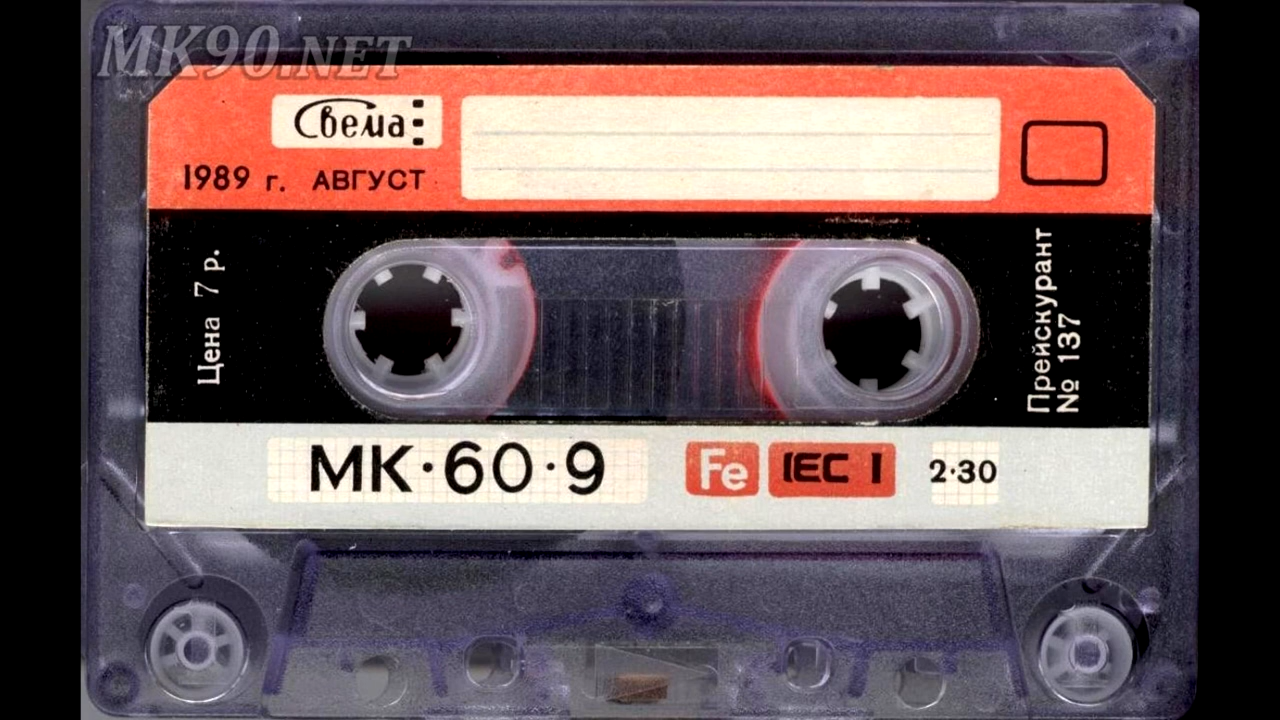 MK90.NET
Свема
1989 г. АВГУСТ
Цена 7 р.
Прейскурант
№ 137
МК·60·9
Fe IEC I 2·30